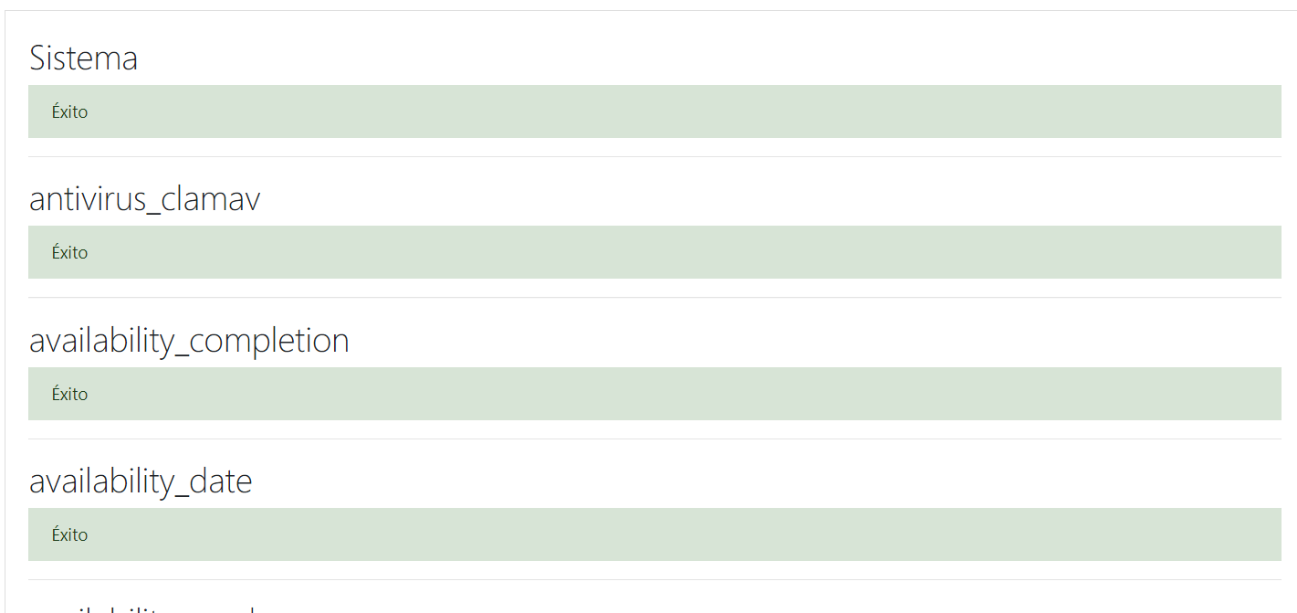 Sistema
Éxito
antivirus_clamav
Éxito
availability_completion
Éxito
availability_date
Éxito